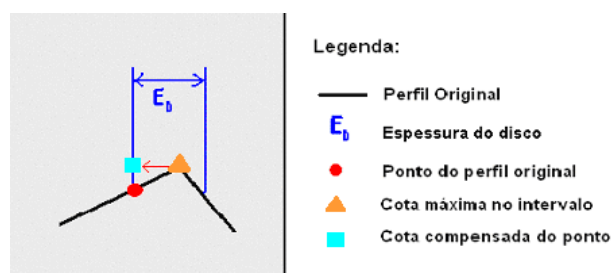 E_D
Legenda:
Perfil Original
E_D Espessura do disco
Ponto do perfil original
Cota máxima no intervalo
Cota compensada do ponto